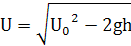 U = √(U₀² − 2gh)